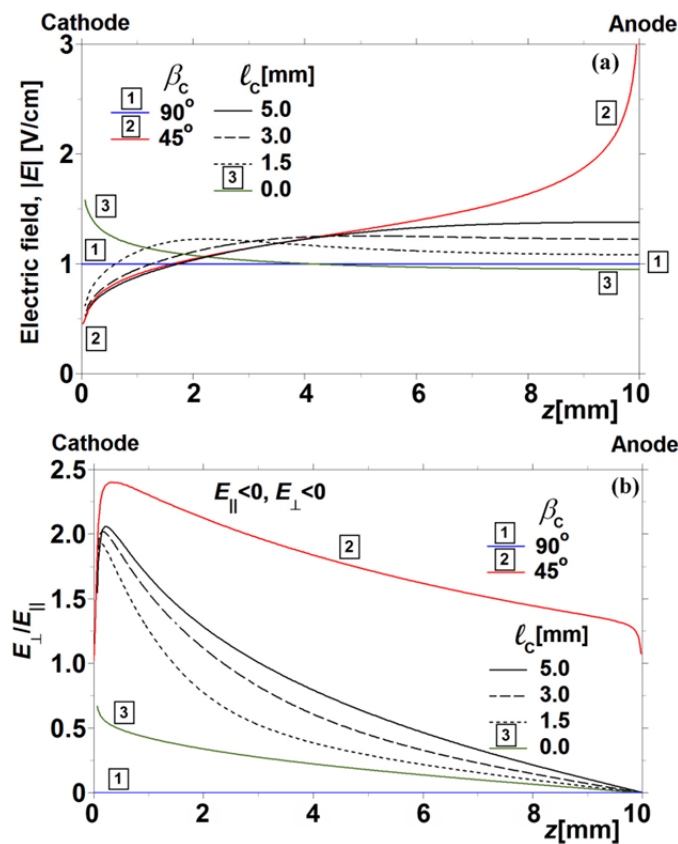 Cathode Anode
3
(a)
1 βC ℓC[mm]
90° 5.0
2 45° 3.0
1.5
3 0.0
2
2
3
1
1
1
3
2
0
Electric field, |E| [V/cm]
0 2 4 6 8 10
z[mm]
Cathode Anode
2.5
(b)
E||<0, E⊥<0
1 βC
90°
2 45°
2.0
2
1.5
ℓC[mm]
5.0
3.0
1.5
3 0.0
1.0
3
0.5
1
0
E⊥/E||
0 2 4 6 8 10
z[mm]